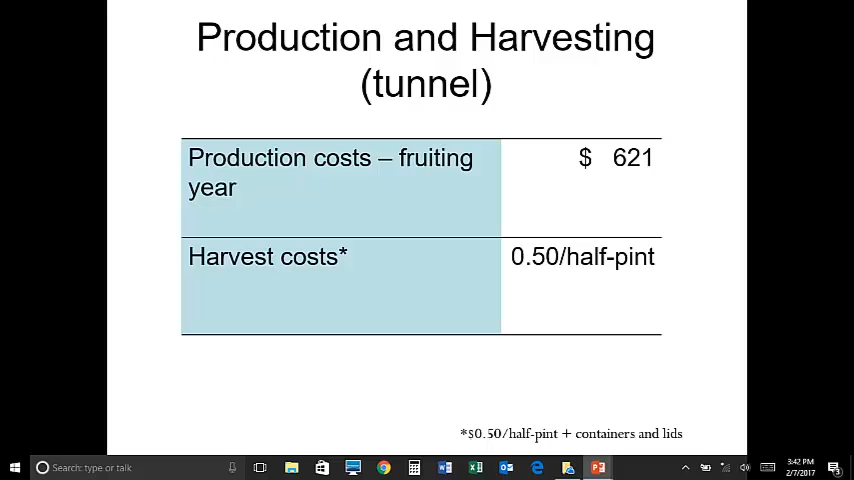 Production and Harvesting
(tunnel)
Production costs – fruiting
year
$ 621
Harvest costs*
0.50/half-pint
*$0.50/half-pint + containers and lids
Search: type or talk
3:42 PM
2/7/2017
3